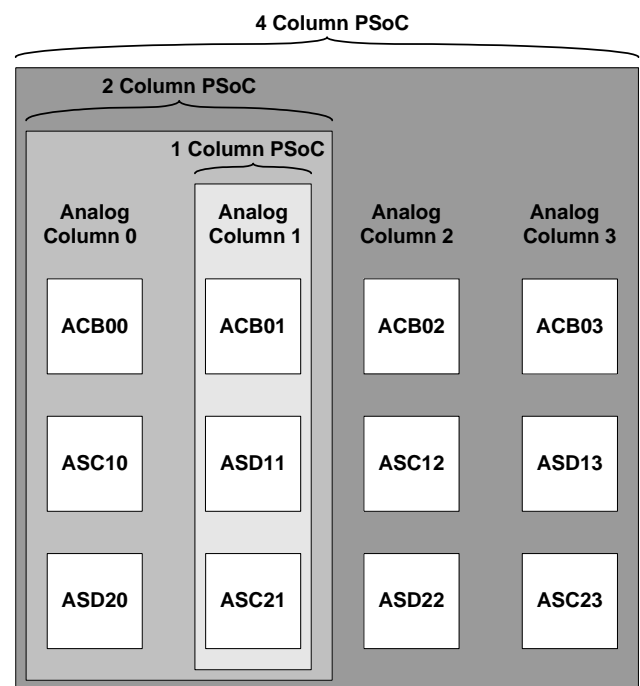 4 Column PSoC
2 Column PSoC
1 Column PSoC
Analog
Column 0
Analog
Column 1
Analog
Column 2
Analog
Column 3
ACB00
ACB01
ACB02
ACB03
ASC10
ASD11
ASC12
ASD13
ASD20
ASC21
ASD22
ASC23